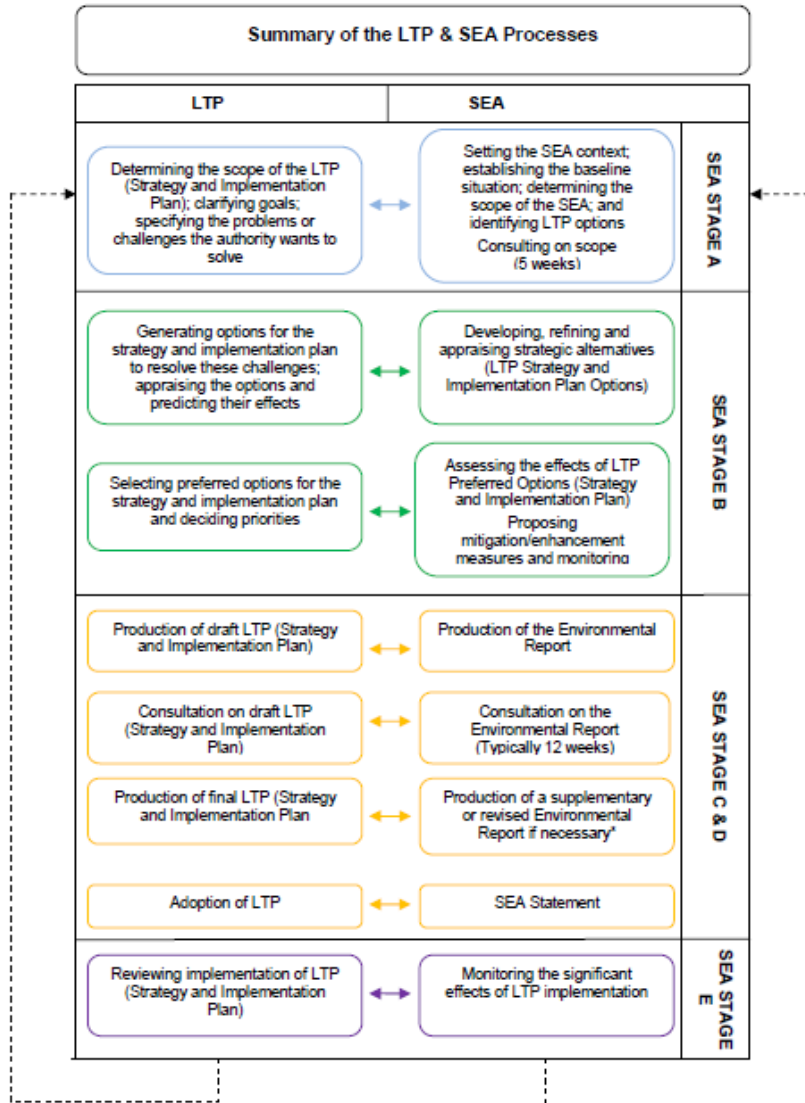 Summary of the LTP & SEA Processes
LTP
SEA
Determining the scope of the LTP
(Strategy and Implementation
Plan); clarifying goals;
specifying the problems or
challenges the authority wants to
solve
Setting the SEA context;
establishing the baseline
situation; determining the
scope of the SEA; and
identifying LTP options
Consulting on scope
(5 weeks)
SEA STAGE A
Generating options for the
strategy and implementation plan
to resolve these challenges;
appraising the options and
predicting their effects
Developing, refining and
appraising strategic alternatives
(LTP Strategy and
Implementation Plan Options)
Selecting preferred options for the
strategy and implementation plan
and deciding priorities
Assessing the effects of LTP
Preferred Options (Strategy
and Implementation Plan)
Proposing
mitigation/enhancement
measures and monitoring
SEA STAGE B
Production of draft LTP (Strategy
and Implementation Plan)
Production of the Environmental
Report
Consultation on draft LTP
(Strategy and Implementation
Plan)
Consultation on the
Environmental Report
(Typically 12 weeks)
Production of final LTP (Strategy
and Implementation Plan
Production of a supplementary
or revised Environmental
Report if necessary*
Adoption of LTP
SEA Statement
SEA STAGE C & D
Reviewing implementation of LTP
(Strategy and Implementation
Plan)
Monitoring the significant
effects of LTP implementation
SEA STAGE
E